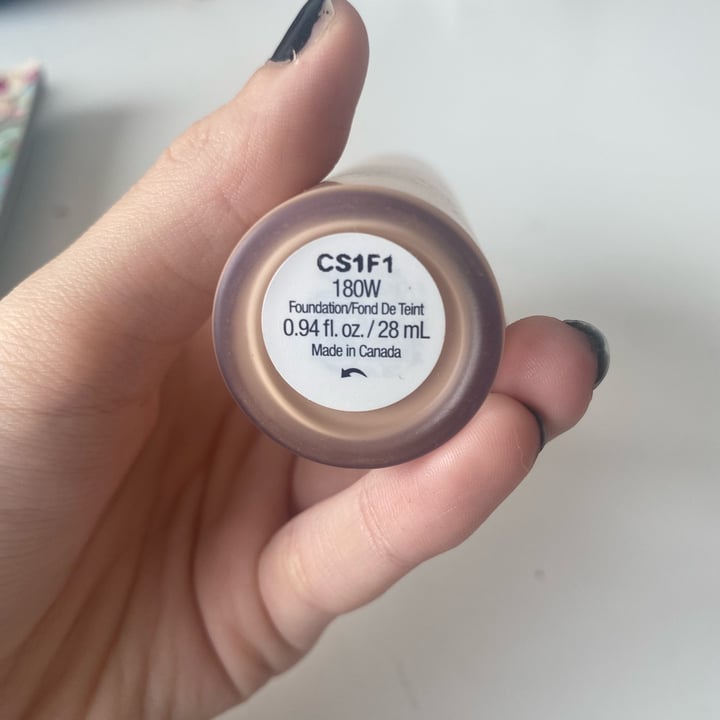 CS1F1
180W
Foundation/Fond De Teint
0.94 fl. oz. / 28 mL
Made in Canada